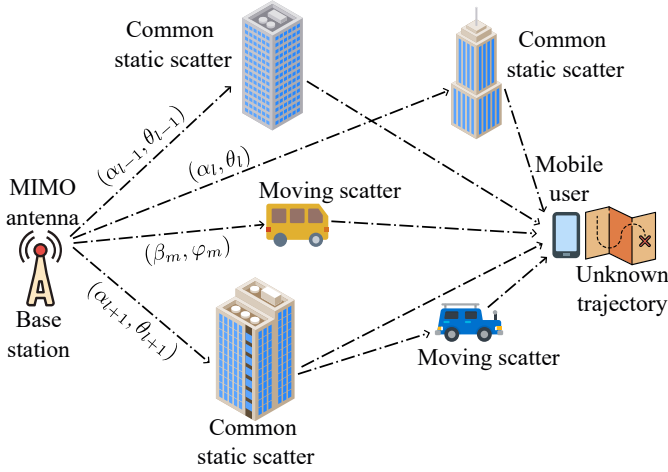 Common
static scatter
Common
static scatter
(α_{l−1}, θ_{l−1})
(α_l, θ_l)
Mobile
user
MIMO
antenna
Moving scatter
(β_m, φ_m)
Unknown
trajectory
Base
station
(α_{l+1}, θ_{l+1})
Moving scatter
Common
static scatter